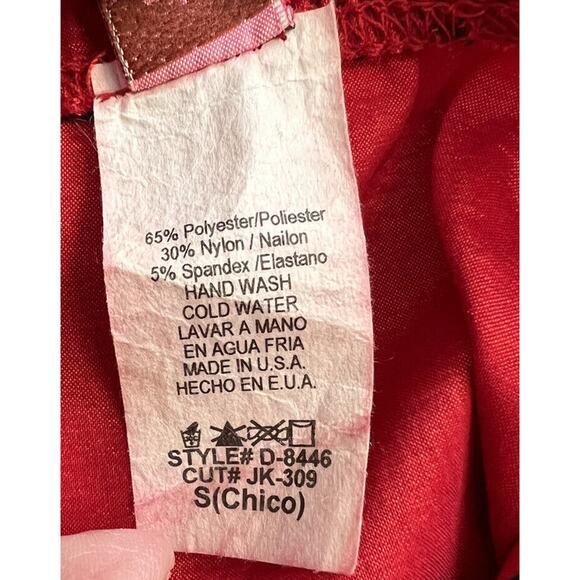 65% Polyester/Poliester
30% Nylon / Nailon
5% Spandex /Elastano
HAND WASH
COLD WATER
LAVAR A MANO
EN AGUA FRIA
MADE IN U.S.A.
HECHO EN E.U.A.
STYLE# D-8446
CUT# JK-309
S(Chico)